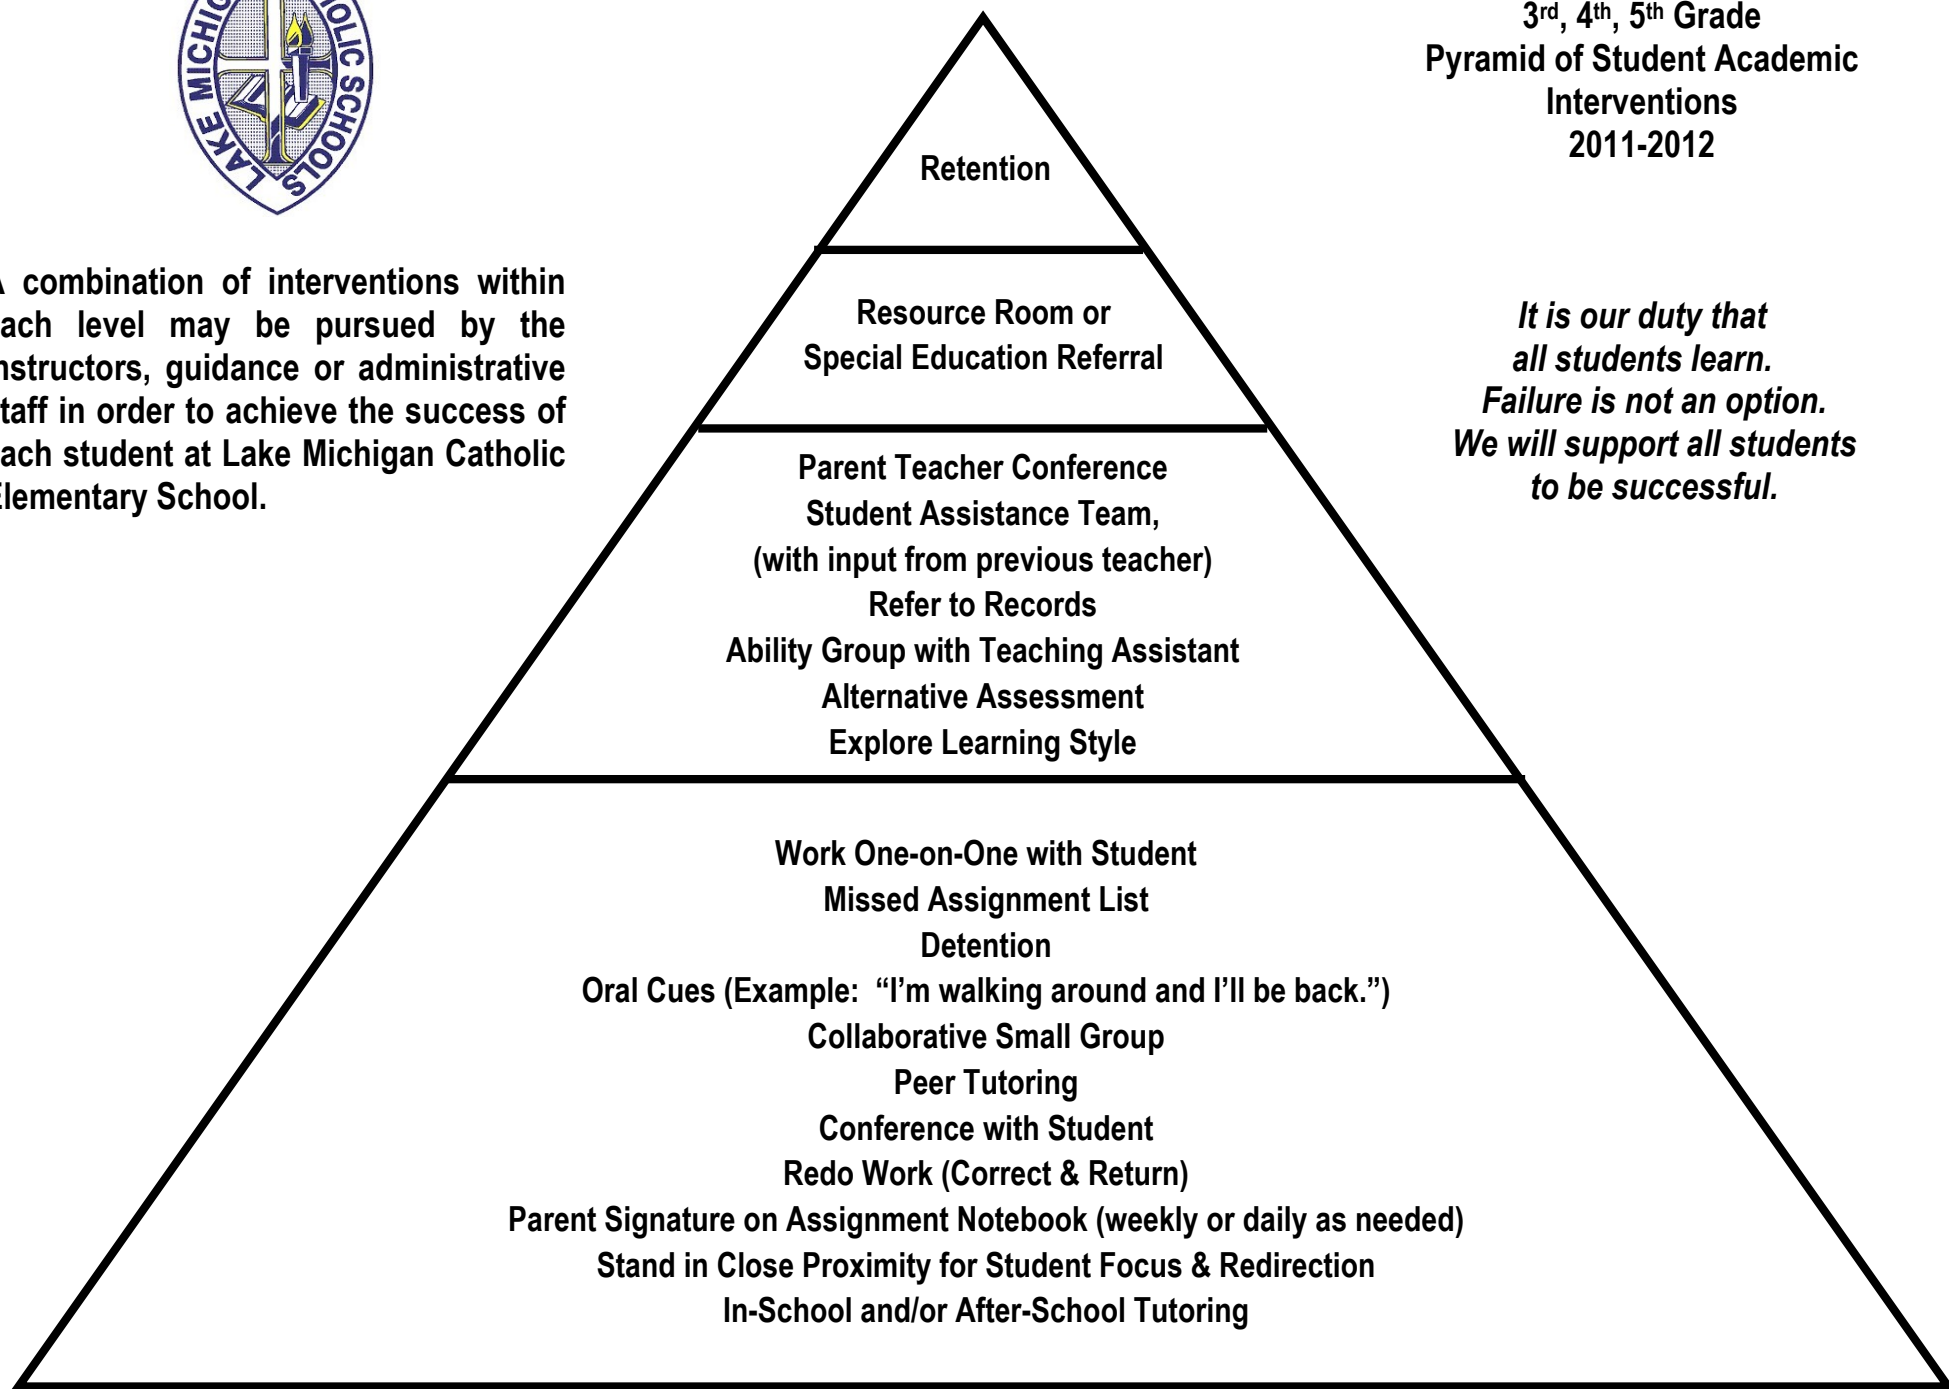 LAKE MICHIG
OLIC SCHOOLS
3rd, 4th, 5th Grade
Pyramid of Student Academic
Interventions
2011-2012
combination of interventions within
ach level may be pursued by the
nstructors, guidance or administrative
taff in order to achieve the success of
ach student at Lake Michigan Catholic
Elementary School.
It is our duty that
all students learn.
Failure is not an option.
We will support all students
to be successful.
Retention
Resource Room or
Special Education Referral
Parent Teacher Conference
Student Assistance Team,
(with input from previous teacher)
Refer to Records
Ability Group with Teaching Assistant
Alternative Assessment
Explore Learning Style
Work One-on-One with Student
Missed Assignment List
Detention
Oral Cues (Example:  “I’m walking around and I’ll be back.”)
Collaborative Small Group
Peer Tutoring
Conference with Student
Redo Work (Correct & Return)
Parent Signature on Assignment Notebook (weekly or daily as needed)
Stand in Close Proximity for Student Focus & Redirection
In-School and/or After-School Tutoring